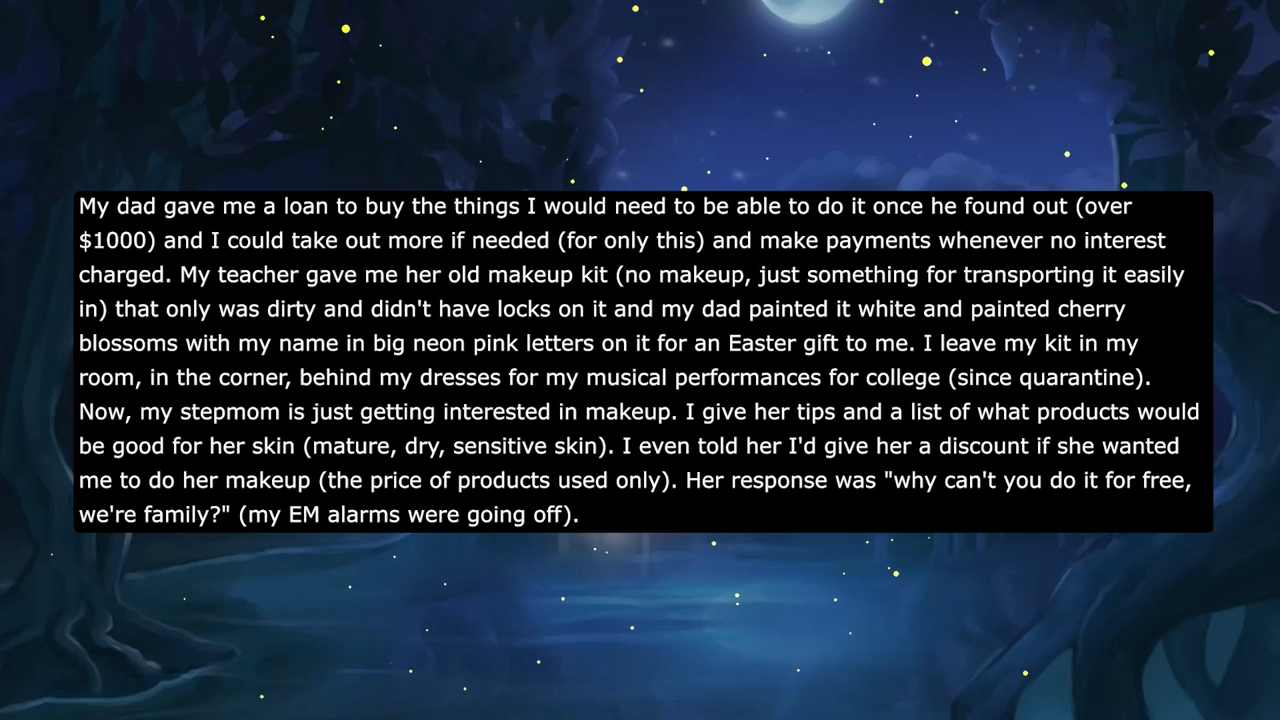 My dad gave me a loan to buy the things I would need to be able to do it once he found out (over
$1000) and I could take out more if needed (for only this) and make payments whenever no interest
charged. My teacher gave me her old makeup kit (no makeup, just something for transporting it easily
in) that only was dirty and didn't have locks on it and my dad painted it white and painted cherry
blossoms with my name in big neon pink letters on it for an Easter gift to me. I leave my kit in my
room, in the corner, behind my dresses for my musical performances for college (since quarantine).
Now, my stepmom is just getting interested in makeup. I give her tips and a list of what products would
be good for her skin (mature, dry, sensitive skin). I even told her I'd give her a discount if she wanted
me to do her makeup (the price of products used only). Her response was "why can't you do it for free,
we're family?" (my EM alarms were going off).